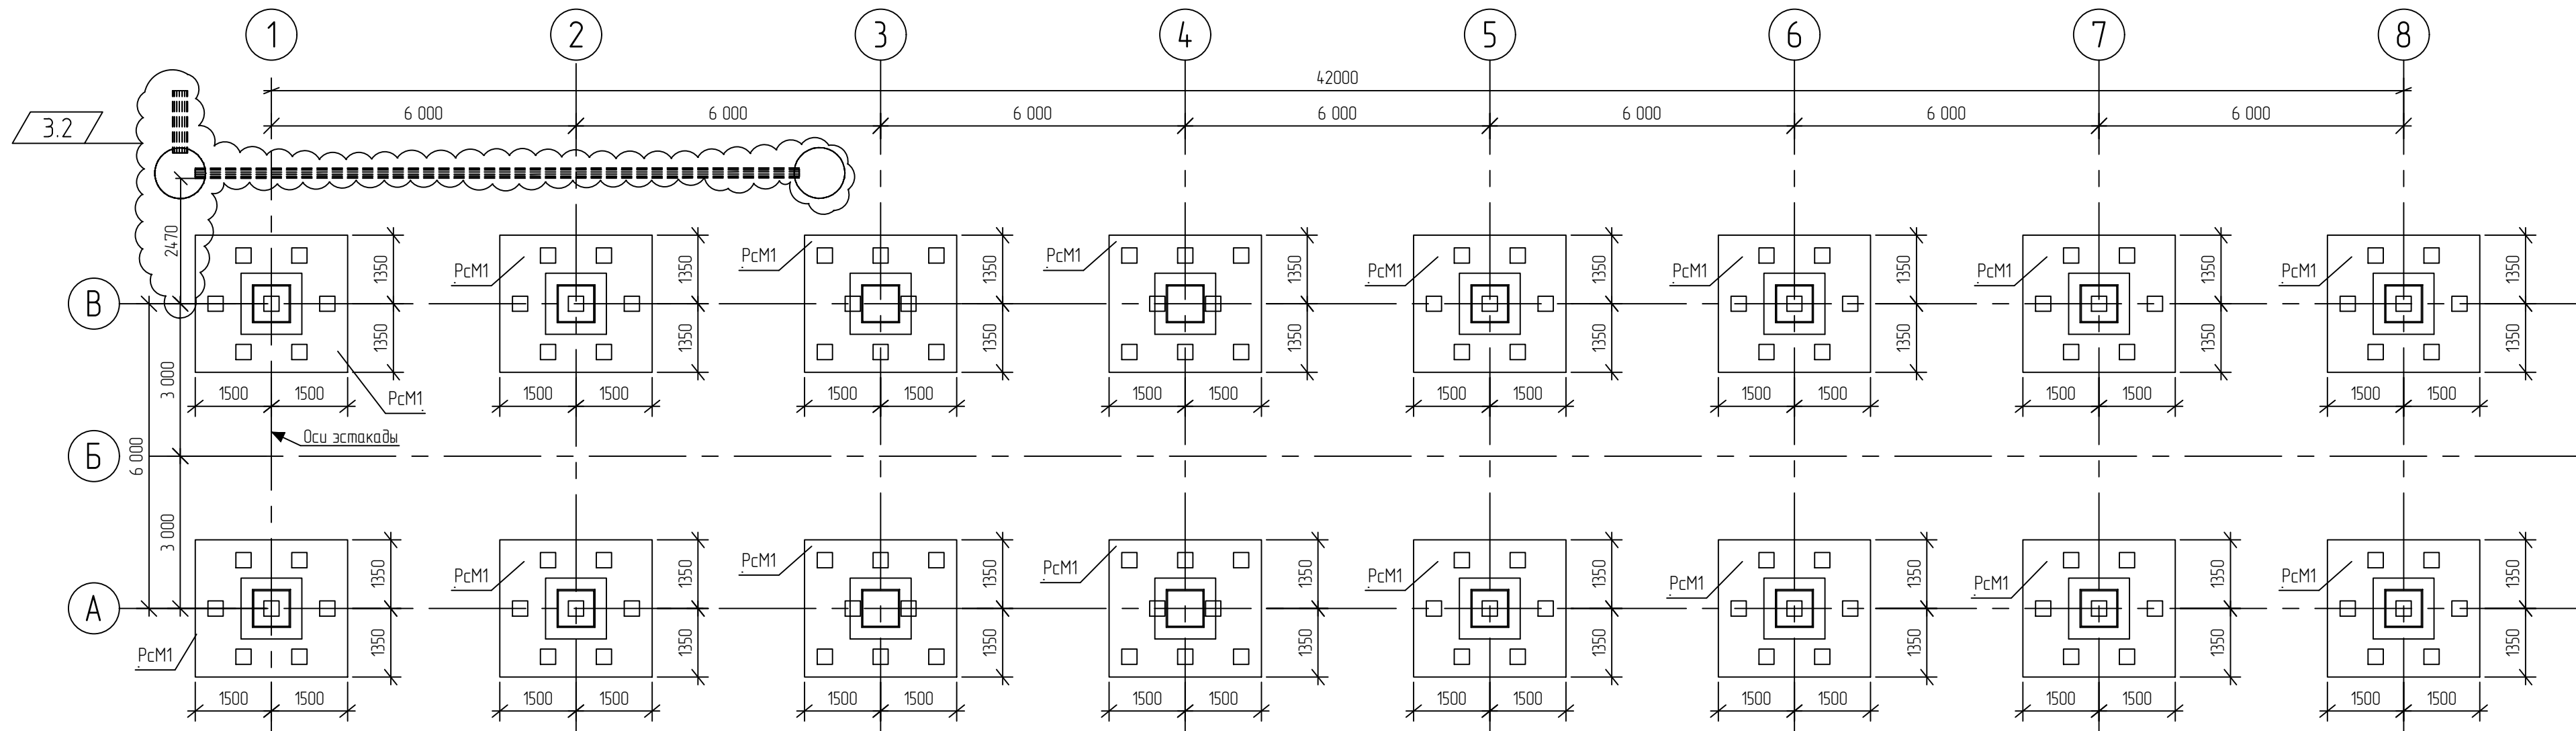 1 2 3 4 5 6 7 8
42000
3.2
6 000 6 000 6 000 6 000 6 000 6 000 6 000
2470
1350 1350 1350 1350 1350 1350 1350 1350
РсМ1 РсМ1 РсМ1 РсМ1 РсМ1 РсМ1 РсМ1
В
1350 1350 1350 1350 1350 1350 1350 1350
3 000
1500 1500 1500 1500 1500 1500 1500 1500 1500 1500 1500 1500 1500 1500 1500 1500
РсМ1
Оси эстакады
Б
6 000
3 000
1350 1350 1350 1350 1350 1350 1350 1350
РсМ1 РсМ1 РсМ1 РсМ1 РсМ1 РсМ1 РсМ1
А
1350 1350 1350 1350 1350 1350 1350 1350
РсМ1
1500 1500 1500 1500 1500 1500 1500 1500 1500 1500 1500 1500 1500 1500 1500 1500